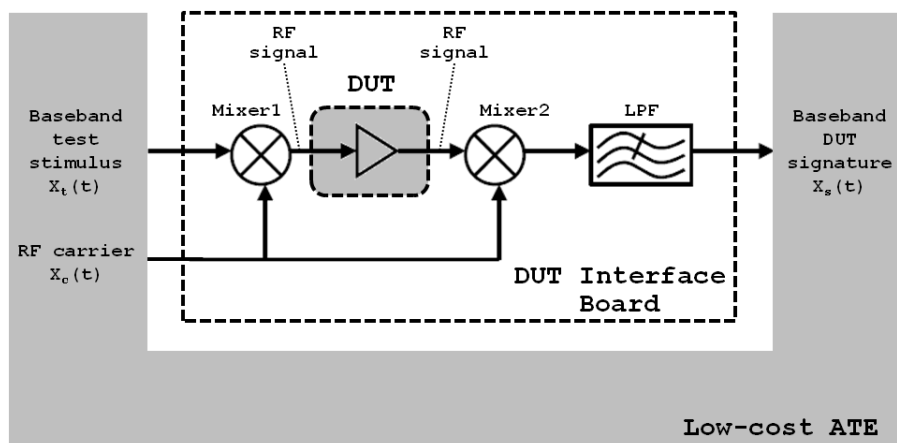 RF
signal
RF
signal
DUT
Mixer1
Mixer2
LPF
Baseband
test
stimulus
Xt(t)
Baseband
DUT
signature
Xs(t)
RF carrier
Xc(t)
DUT Interface
Board
Low-cost ATE